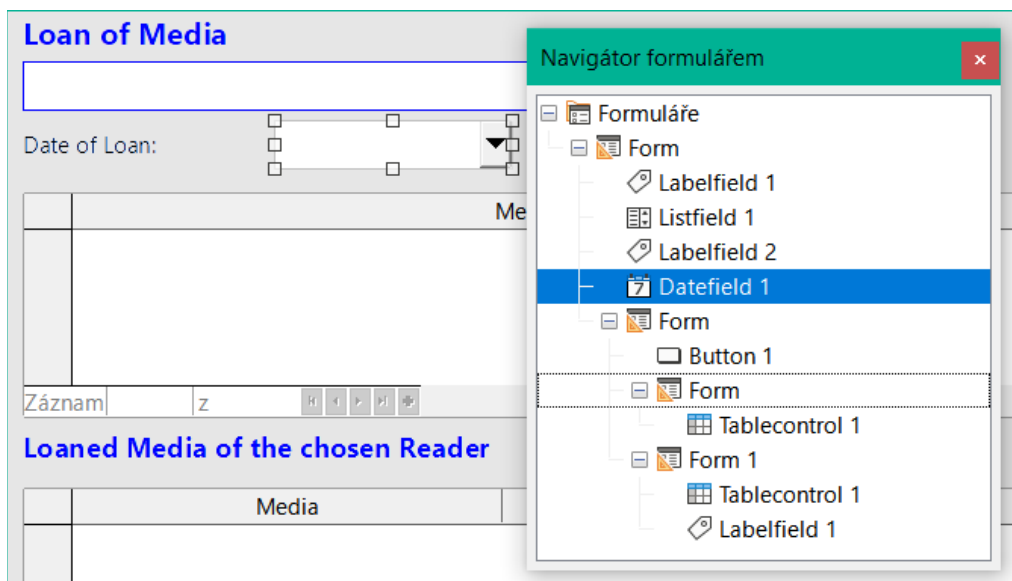 Loan of Media
Date of Loan:
Me
Záznam
z
Loaned Media of the chosen Reader
Media
Navigátor formulářem
Formuláře
Form
Labelfield 1
Listfield 1
Labelfield 2
7 Datefield 1
Form
Button 1
Form
Tablecontrol 1
Form 1
Tablecontrol 1
Labelfield 1